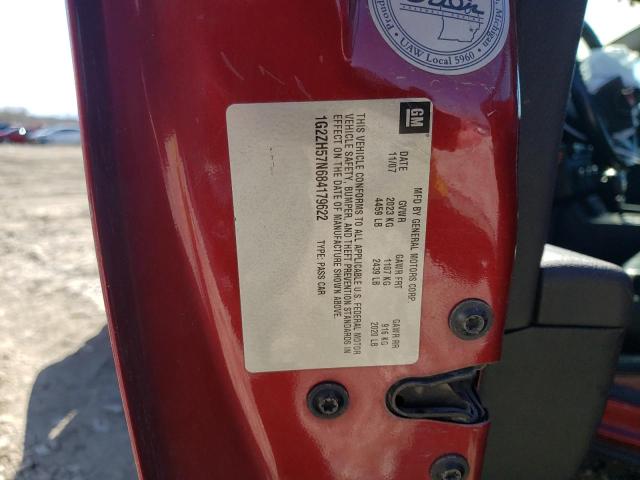 Michigan
Proud
UAW Local 5960
GM
MFD BY GENERAL MOTORS CORP.
DATE GVWR GAWR FRT GAWR RR
11/07 2023 KG 1107 KG 916 KG
4459 LB 2439 LB 2020 LB
THIS VEHICLE CONFORMS TO ALL APPLICABLE U.S. FEDERAL MOTOR
VEHICLE SAFETY, BUMPER, AND THEFT PREVENTION STANDARDS IN
EFFECT ON THE DATE OF MANUFACTURE SHOWN ABOVE.
1G2ZH57N684179622 TYPE: PASS CAR